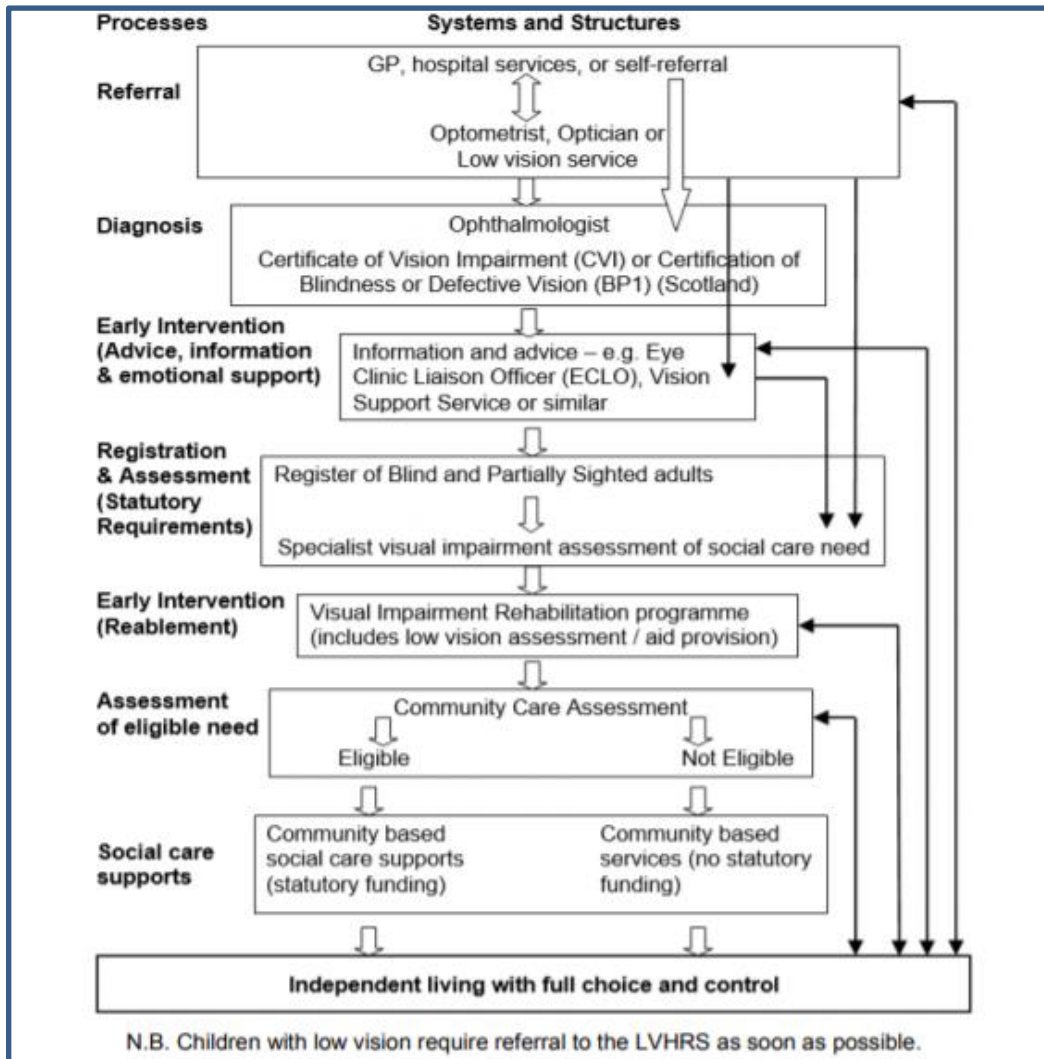 Processes
Systems and Structures
Referral
GP, hospital services, or self-referral
Optometrist, Optician or
Low vision service
Diagnosis
Ophthalmologist
Certificate of Vision Impairment (CVI) or Certification of
Blindness or Defective Vision (BP1) (Scotland)
Early Intervention
(Advice, information
& emotional support)
Information and advice – e.g. Eye
Clinic Liaison Officer (ECLO), Vision
Support Service or similar
Registration
& Assessment
(Statutory
Requirements)
Register of Blind and Partially Sighted adults
Specialist visual impairment assessment of social care need
Early Intervention
(Reablement)
Visual Impairment Rehabilitation programme
(includes low vision assessment / aid provision)
Assessment
of eligible need
Community Care Assessment
Eligible
Not Eligible
Social care
supports
Community based
social care supports
(statutory funding)
Community based
services (no statutory
funding)
Independent living with full choice and control
N.B. Children with low vision require referral to the LVHRS as soon as possible.